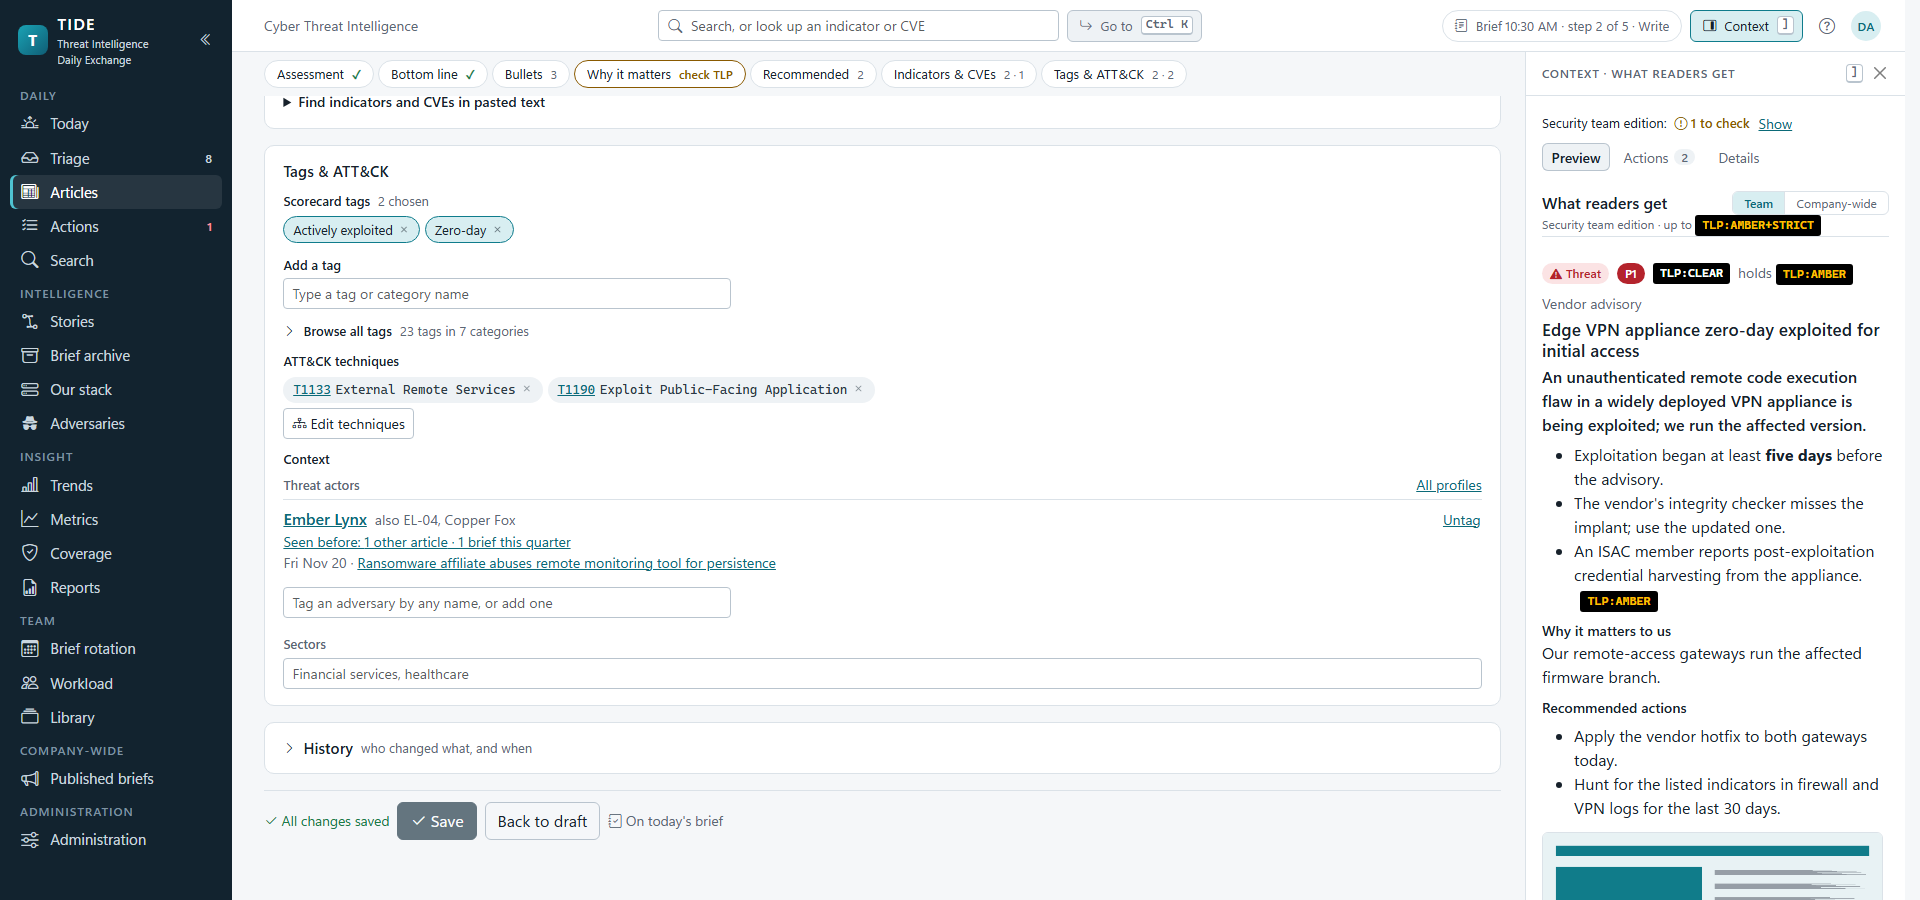 TIDE
Threat Intelligence
Daily Exchange
DAILY
Today
Triage 8
Articles
Actions 1
Search
INTELLIGENCE
Stories
Brief archive
Our stack
Adversaries
INSIGHT
Trends
Metrics
Coverage
Reports
TEAM
Brief rotation
Workload
Library
COMPANY-WIDE
Published briefs
ADMINISTRATION
Administration
Cyber Threat Intelligence
Search, or look up an indicator or CVE
Go to Ctrl K
Brief 10:30 AM · step 2 of 5 · Write
Context ]
DA
Assessment ✓
Bottom line ✓
Bullets 3
Why it matters check TLP
Recommended 2
Indicators & CVEs 2 · 1
Tags & ATT&CK 2 · 2
Find indicators and CVEs in pasted text
Tags & ATT&CK
Scorecard tags 2 chosen
Actively exploited ×
Zero-day ×
Add a tag
Type a tag or category name
Browse all tags 23 tags in 7 categories
ATT&CK techniques
T1133 External Remote Services ×
T1190 Exploit Public-Facing Application ×
Edit techniques
Context
Threat actors
All profiles
Ember Lynx also EL-04, Copper Fox
Untag
Seen before: 1 other article · 1 brief this quarter
Fri Nov 20 · Ransomware affiliate abuses remote monitoring tool for persistence
Tag an adversary by any name, or add one
Sectors
Financial services, healthcare
History who changed what, and when
All changes saved
Save
Back to draft
On today's brief
CONTEXT · WHAT READERS GET
]
Security team edition: 1 to check Show
Preview
Actions 2
Details
What readers get
Team
Company-wide
Security team edition · up to TLP:AMBER+STRICT
Threat P1 TLP:CLEAR holds TLP:AMBER
Vendor advisory
Edge VPN appliance zero-day exploited for
initial access
An unauthenticated remote code execution
flaw in a widely deployed VPN appliance is
being exploited; we run the affected version.
Exploitation began at least five days before
the advisory.
The vendor's integrity checker misses the
implant; use the updated one.
An ISAC member reports post-exploitation
credential harvesting from the appliance.
TLP:AMBER
Why it matters to us
Our remote-access gateways run the affected
firmware branch.
Recommended actions
Apply the vendor hotfix to both gateways
today.
Hunt for the listed indicators in firewall and
VPN logs for the last 30 days.